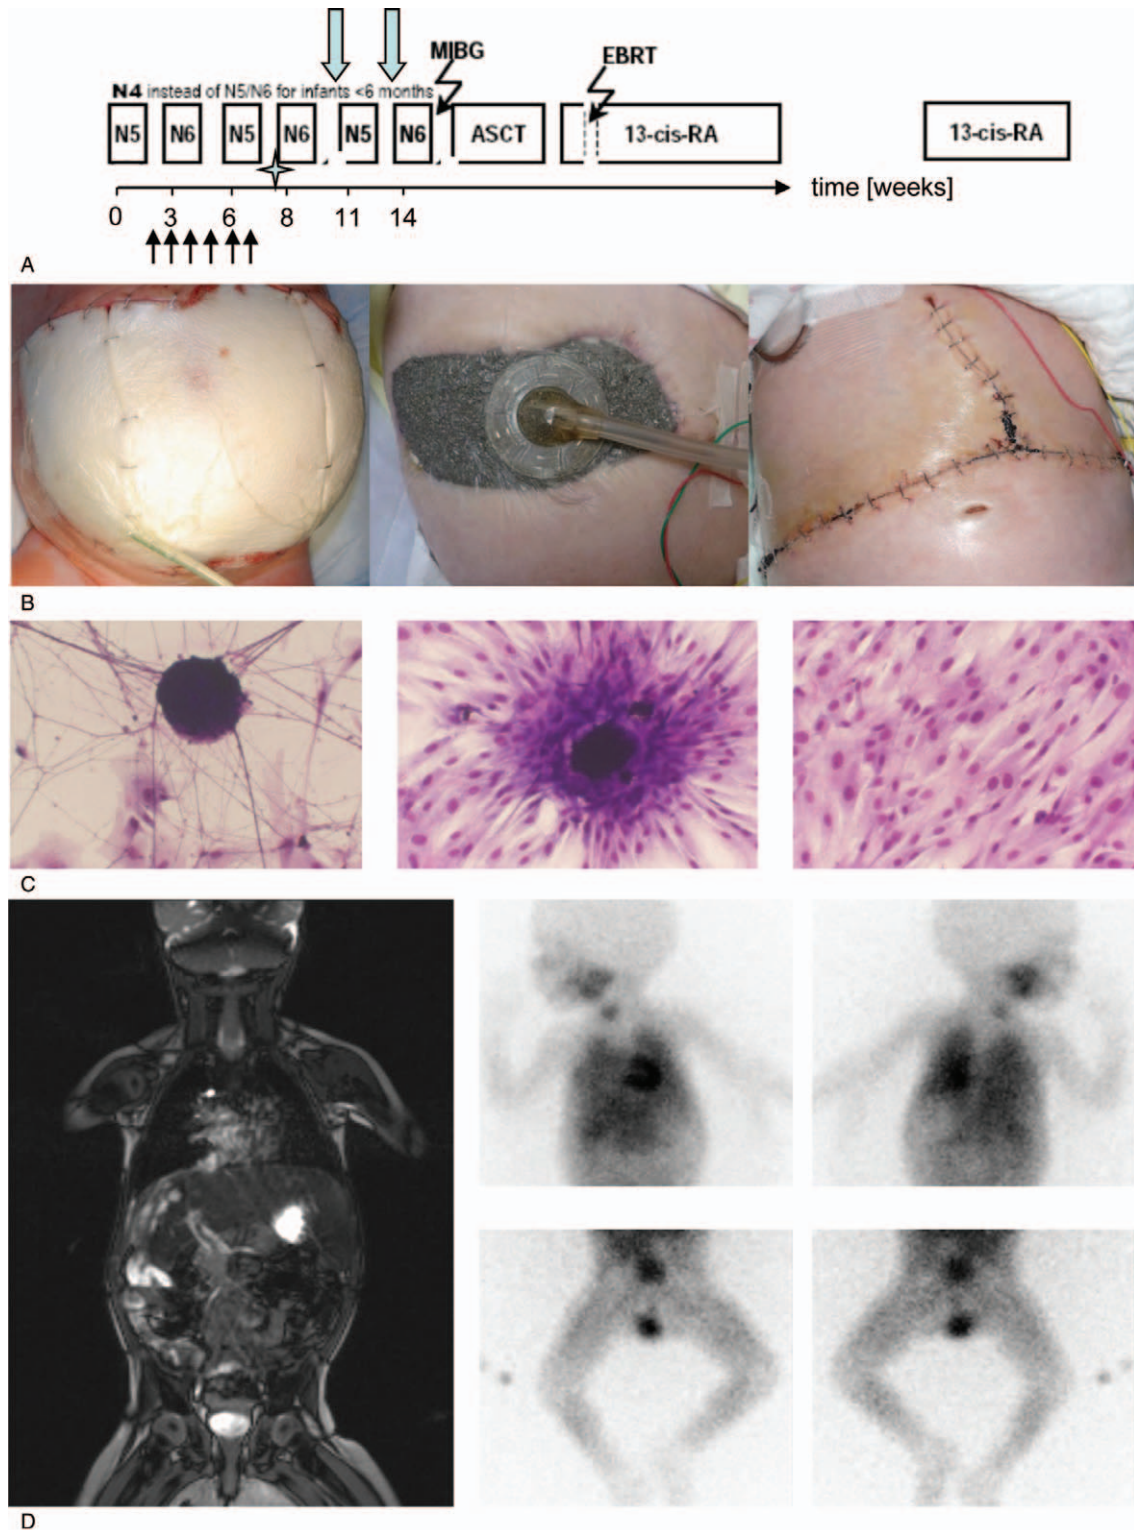 MIBG
EBRT
N4 instead of N5/N6 for infants <6 months
N5 N6 N5 N6 N5 N6 ASCT 13-cis-RA 13-cis-RA
time [weeks]
0 3 6 8 11 14
A
B
C
D